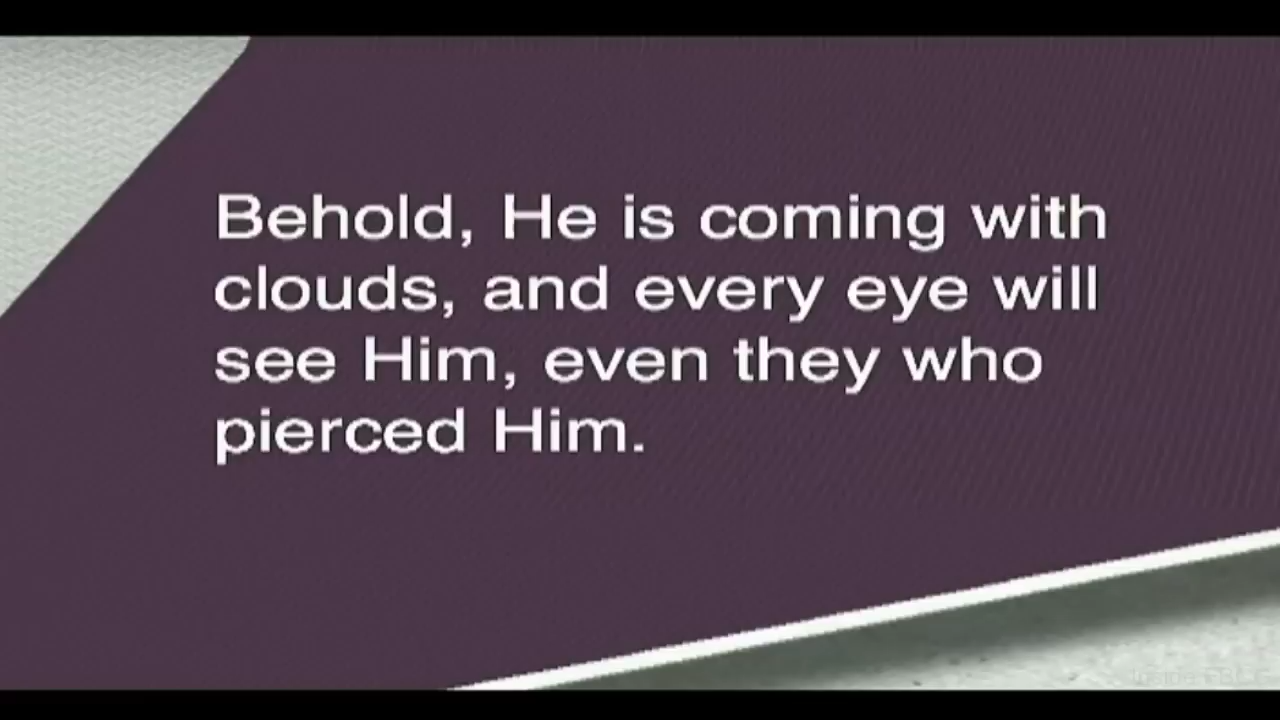 Behold, He is coming with
clouds, and every eye will
see Him, even they who
pierced Him.